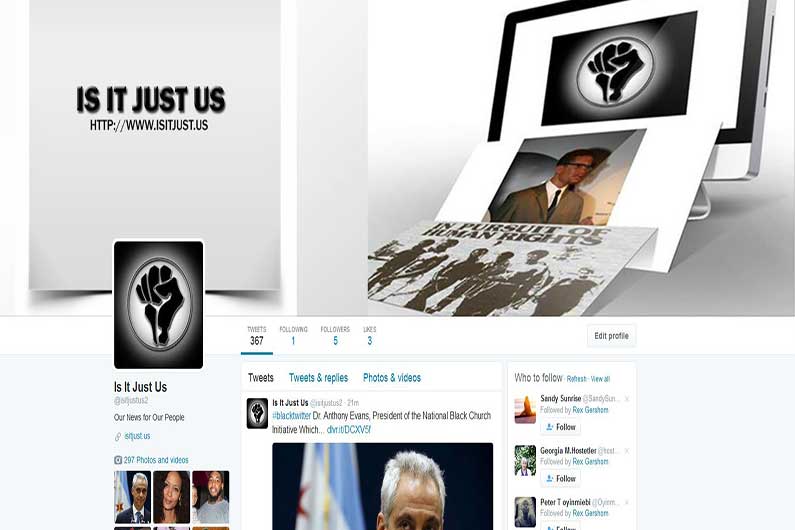 IS IT JUST US
HTTP://WWW.ISITJUST.US
IN PURSUIT OF
HUMAN RIGHTS
TWEETS
367
FOLLOWING
1
FOLLOWERS
5
LIKES
3
Edit profile
Is It Just Us
@isitjustus2
Our News for Our People
isitjust.us
297 Photos and videos
Tweets Tweets & replies Photos & videos
Is It Just Us @isitjustus2 · 21m
#blacktwitter Dr. Anthony Evans, President of the National Black Church
Initiative Which... dlvr.it/DCXV5f
Who to follow · Refresh · View all
Sandy Sunrise @SandySun...
Followed by Rex Gershom
Follow
Georgia M.Hostetler @host...
Followed by Rex Gershom
Follow
Peter T oyinmiebi @Oyinm...
Followed by Rex Gershom
Follow